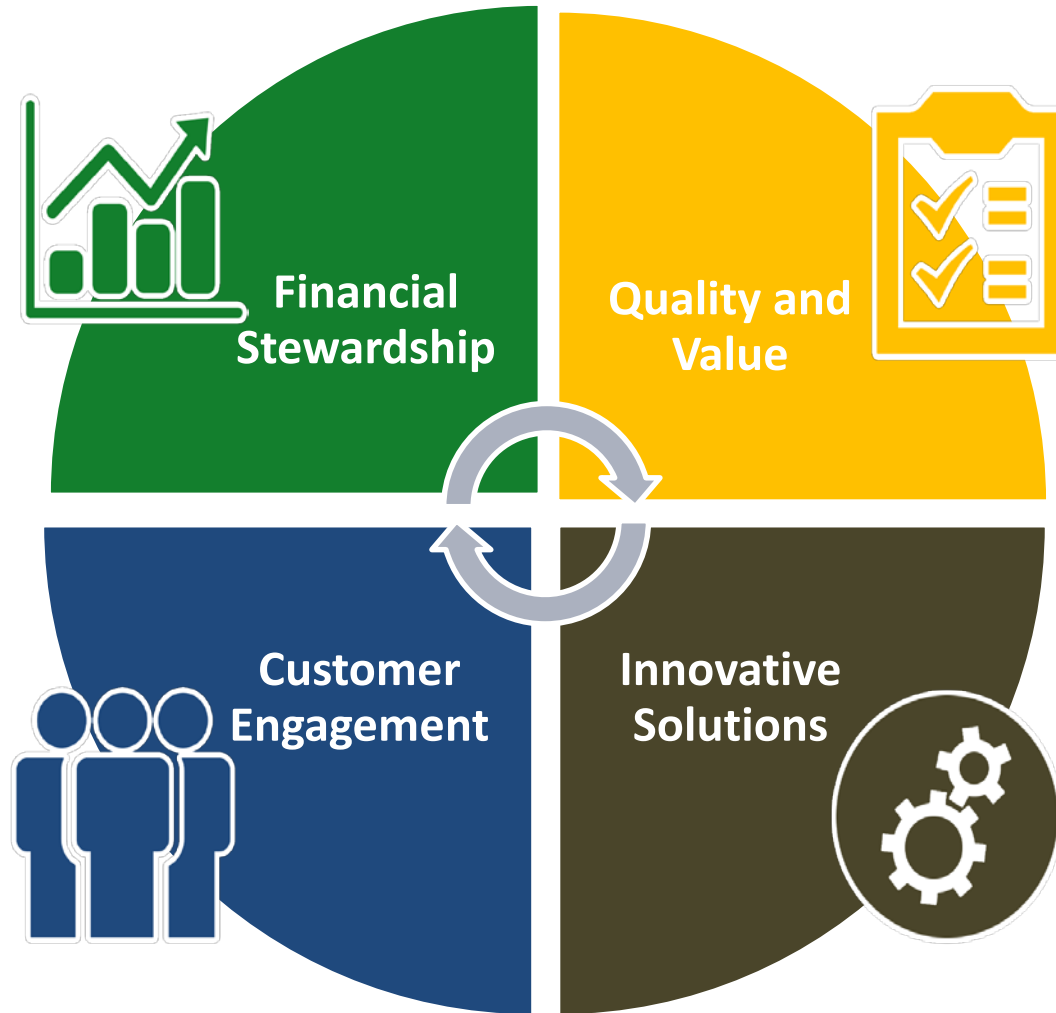 Financial
Stewardship
Quality and
Value
Customer
Engagement
Innovative
Solutions